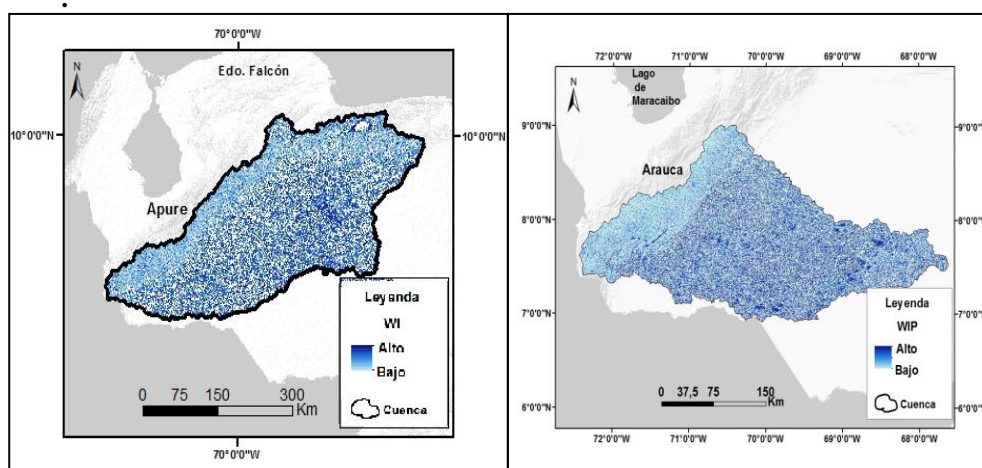 70°0'0"W
N
Edo. Falcón
10°0'0"N
10°0'0"N
Apure
Leyenda
WI
Alto
Bajo
Cuenca
0 75 150 300
Km
70°0'0"W
72°0'0"W 71°0'0"W 70°0'0"W 69°0'0"W 68°0'0"W
N
Lago
de
Maracaibo
9°0'0"N 9°0'0"N
Arauca
8°0'0"N 8°0'0"N
7°0'0"N 7°0'0"N
6°0'0"N 6°0'0"N
Leyenda
WIP
Alto
Bajo
Cuenca
0 37,5 75 150
Km
72°0'0"W 71°0'0"W 70°0'0"W 69°0'0"W 68°0'0"W